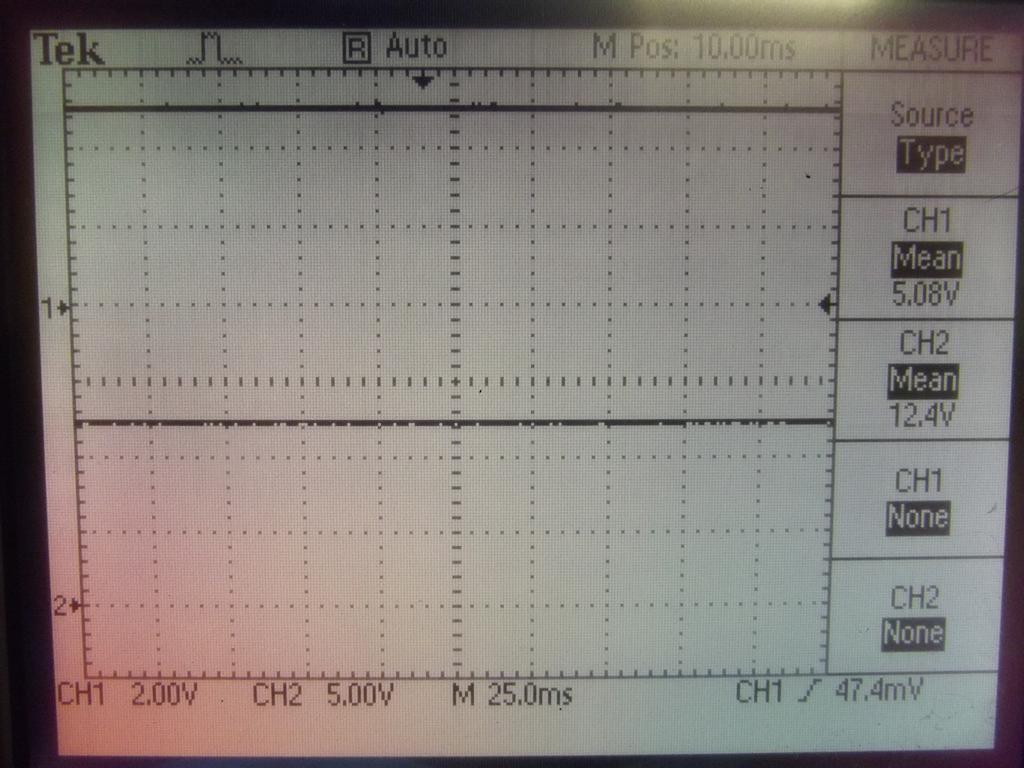 Tek R Auto M Pos: 10.00ms MEASURE
Source
Type
CH1
Mean
5.08V
CH2
Mean
12.4V
CH1
None
CH2
None
1
2
CH1 2.00V CH2 5.00V M 25.0ms CH1 47.4mV